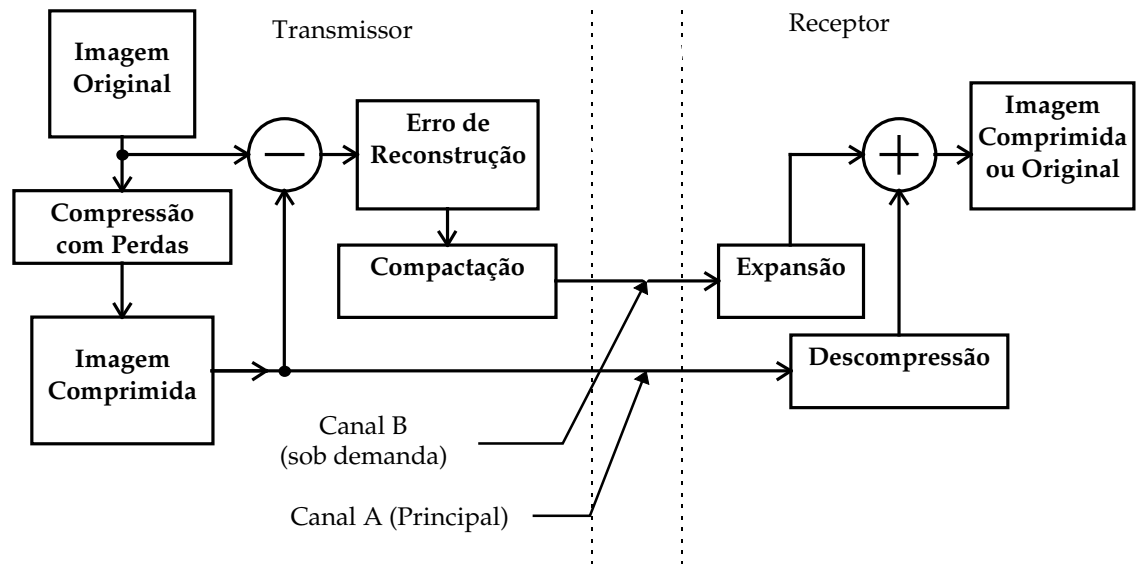 Transmissor
Receptor
Imagem
Original
Erro de
Reconstrução
Imagem
Comprimida
ou Original
Compressão
com Perdas
Compactação
Expansão
Imagem
Comprimida
Descompressão
Canal B
(sob demanda)
Canal A (Principal)